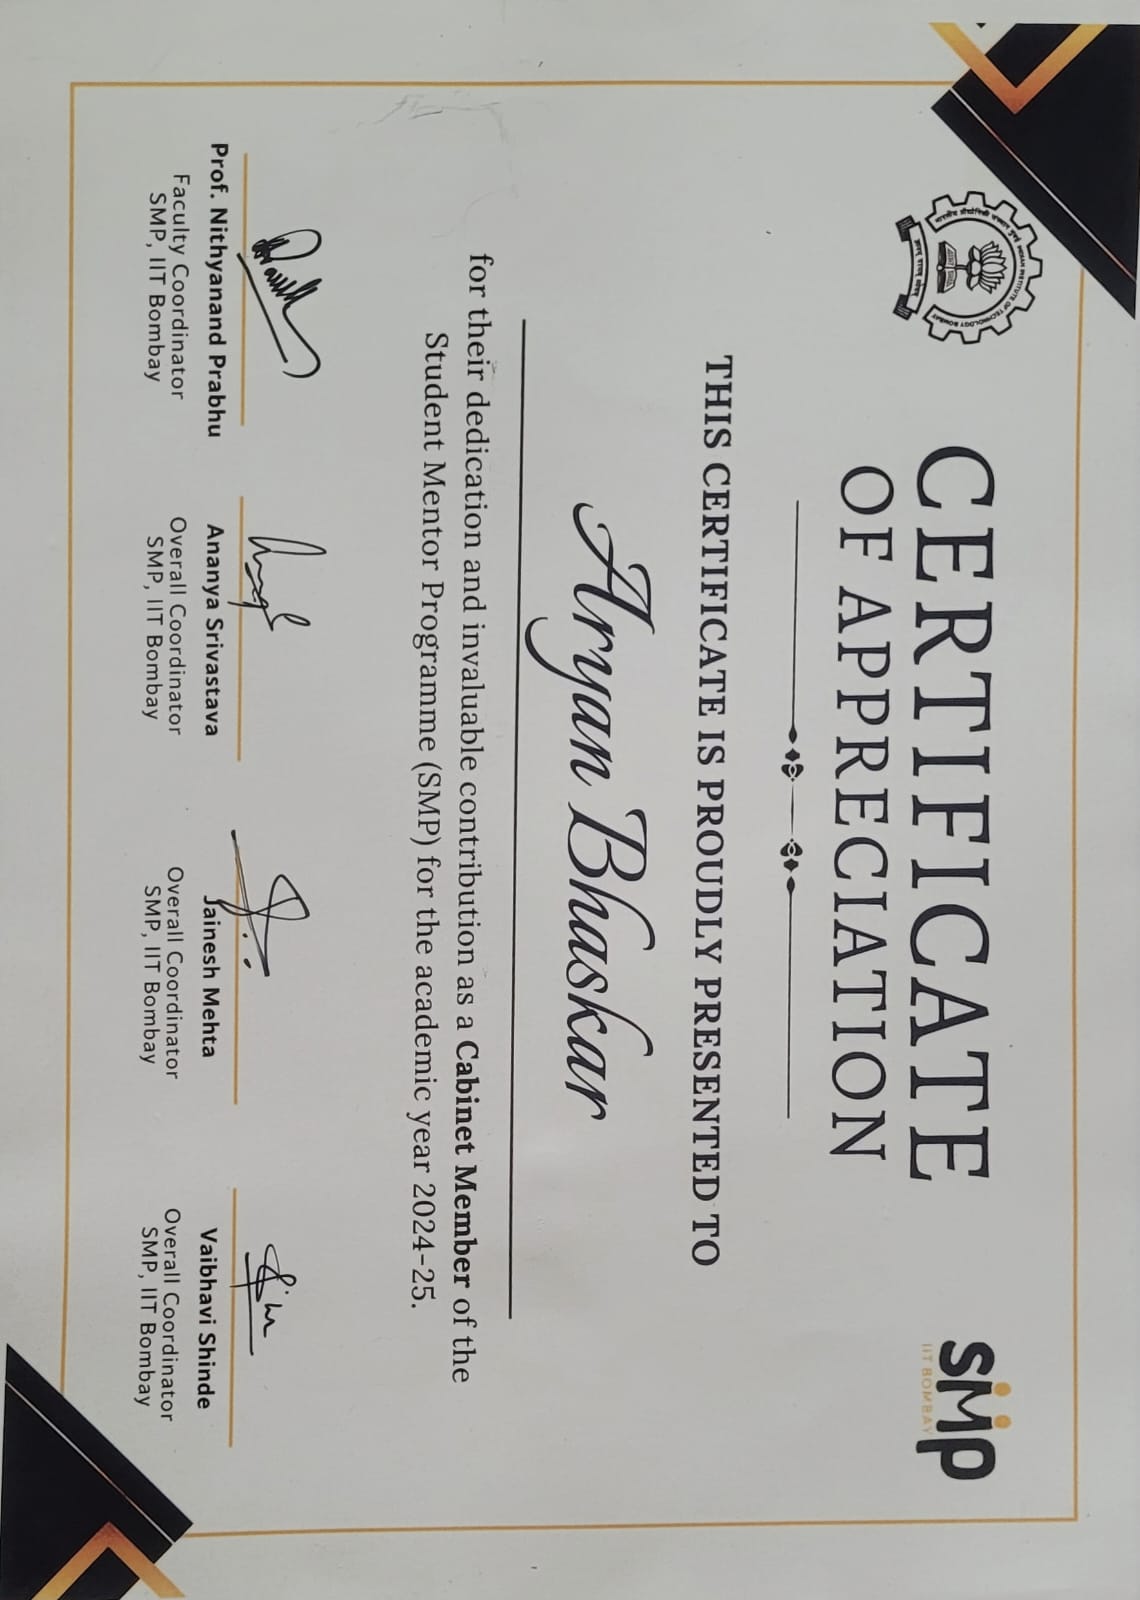 CERTIFICATE
OF APPRECIATION
SMP
IIT BOMBAY
THIS CERTIFICATE IS PROUDLY PRESENTED TO
Aryan Bhaskar
for their dedication and invaluable contribution as a Cabinet Member of the
Student Mentor Programme (SMP) for the academic year 2024-25.
Prof. Nithyanand Prabhu
Faculty Coordinator
SMP, IIT Bombay
Ananya Srivastava
Overall Coordinator
SMP, IIT Bombay
Jainesh Mehta
Overall Coordinator
SMP, IIT Bombay
Vaibhavi Shinde
Overall Coordinator
SMP, IIT Bombay